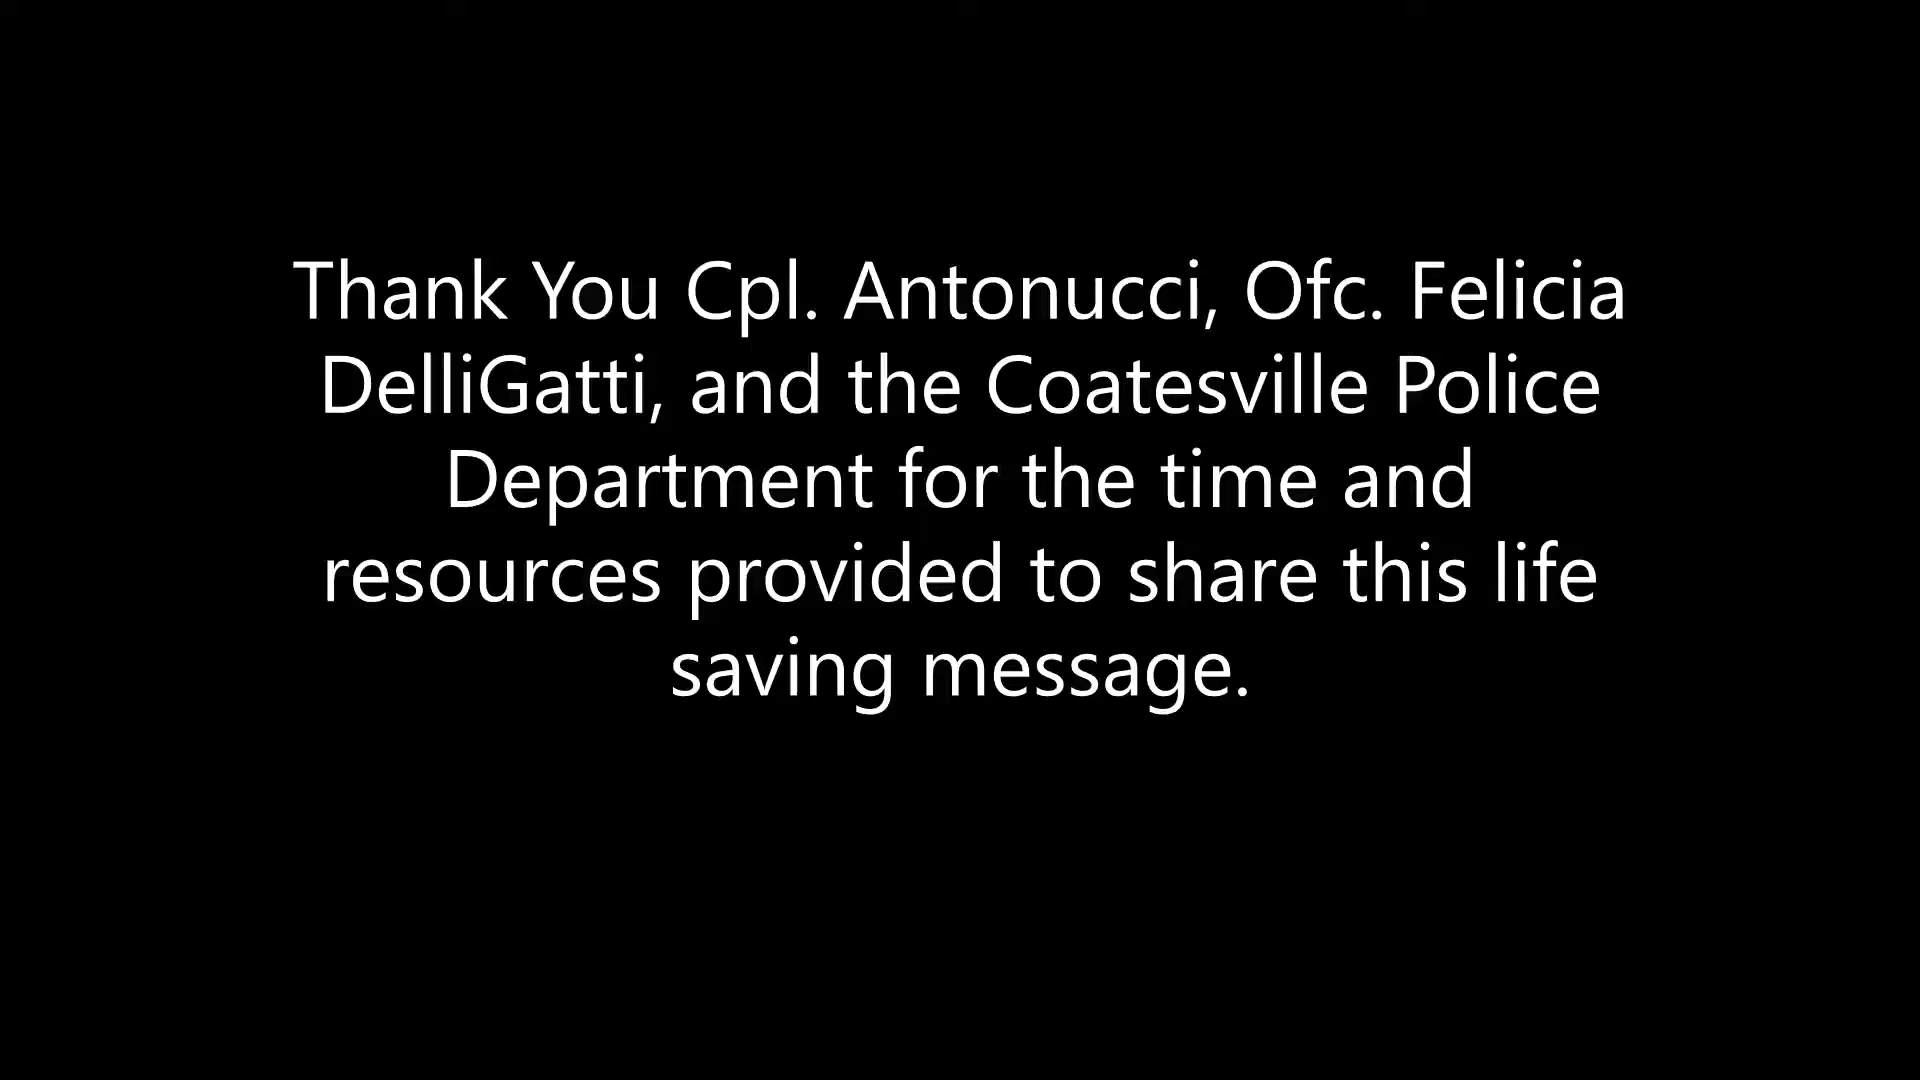 Thank You Cpl. Antonucci, Ofc. Felicia
DelliGatti, and the Coatesville Police
Department for the time and
resources provided to share this life
saving message.